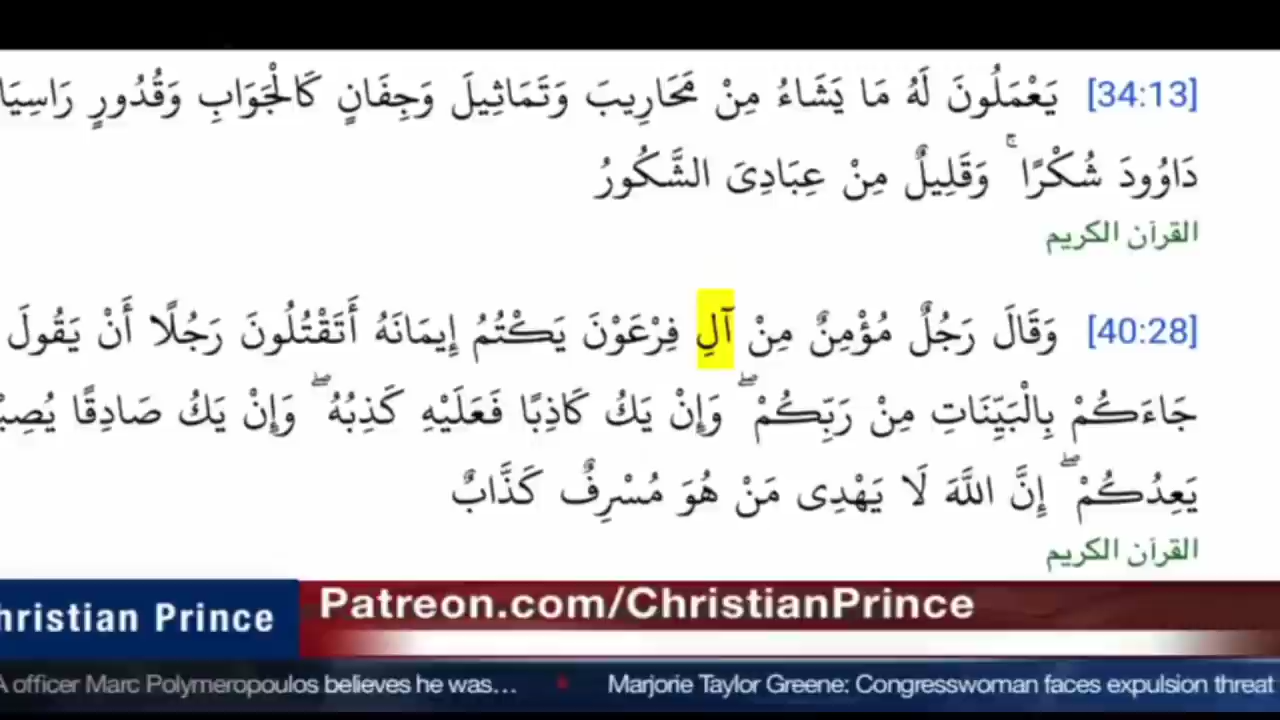 [34:13] يَعْمَلُونَ لَهُ مَا يَشَاءُ مِنْ مَحَارِيبَ وَتَمَاثِيلَ وَجِفَانٍ كَالْجَوَابِ وَقُدُورٍ
دَاوُودَ شُكْرًا ۚ وَقَلِيلٌ مِنْ عِبَادِيَ الشَّكُورُ
القرآن الكريم
[40:28] وَقَالَ رَجُلٌ مُؤْمِنٌ مِنْ آلِ فِرْعَوْنَ يَكْتُمُ إِيمَانَهُ أَتَقْتُلُونَ رَجُلًا أَنْ يَقُولَ
جَاءَكُمْ بِالْبَيِّنَاتِ مِنْ رَبِّكُمْ ۖ وَإِنْ يَكُ كَاذِبًا فَعَلَيْهِ كَذِبُهُ ۖ وَإِنْ يَكُ صَادِقًا
يَعِدُكُمْ ۖ إِنَّ اللَّهَ لَا يَهْدِي مَنْ هُوَ مُسْرِفٌ كَذَّابٌ
القرآن الكريم
hristian Prince
Patreon.com/ChristianPrince
A officer Marc Polymeropoulos believes he was... • Marjorie Taylor Greene: Congresswoman faces expulsion threat